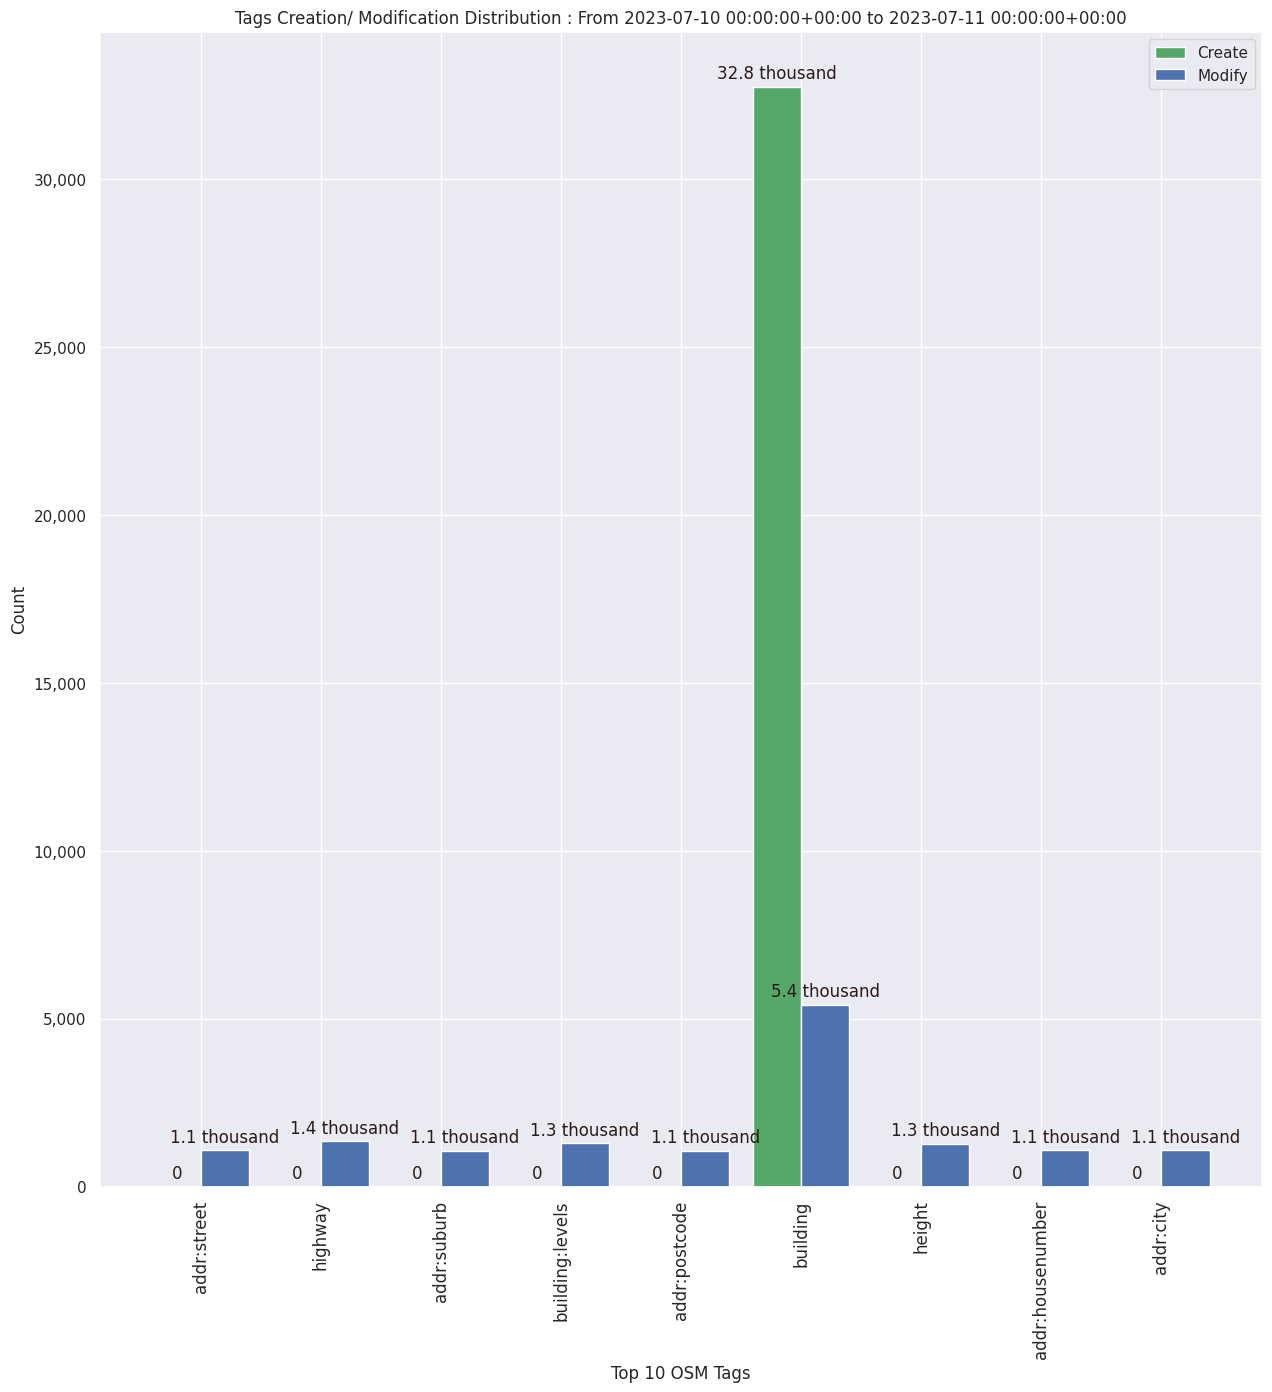 Tags Creation/ Modification Distribution : From 2023-07-10 00:00:00+00:00 to 2023-07-11 00:00:00+00:00
Create
Modify
32.8 thousand
30,000
25,000
20,000
15,000
10,000
5,000
0
Count
5.4 thousand
1.1 thousand
1.4 thousand
1.1 thousand
1.3 thousand
1.1 thousand
1.3 thousand
1.1 thousand
1.1 thousand
0
0
0
0
0
0
0
0
addr:street
highway
addr:suburb
building:levels
addr:postcode
building
height
addr:housenumber
addr:city
Top 10 OSM Tags